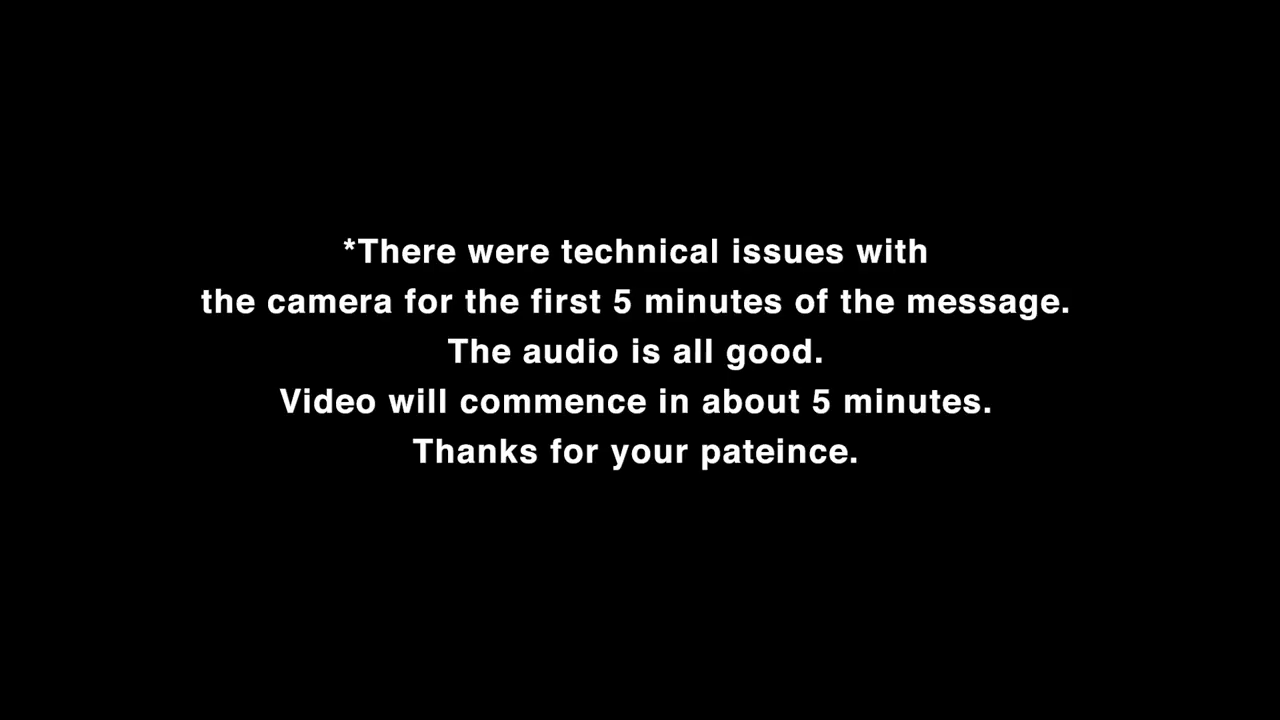 *There were technical issues with
the camera for the first 5 minutes of the message.
The audio is all good.
Video will commence in about 5 minutes.
Thanks for your pateince.